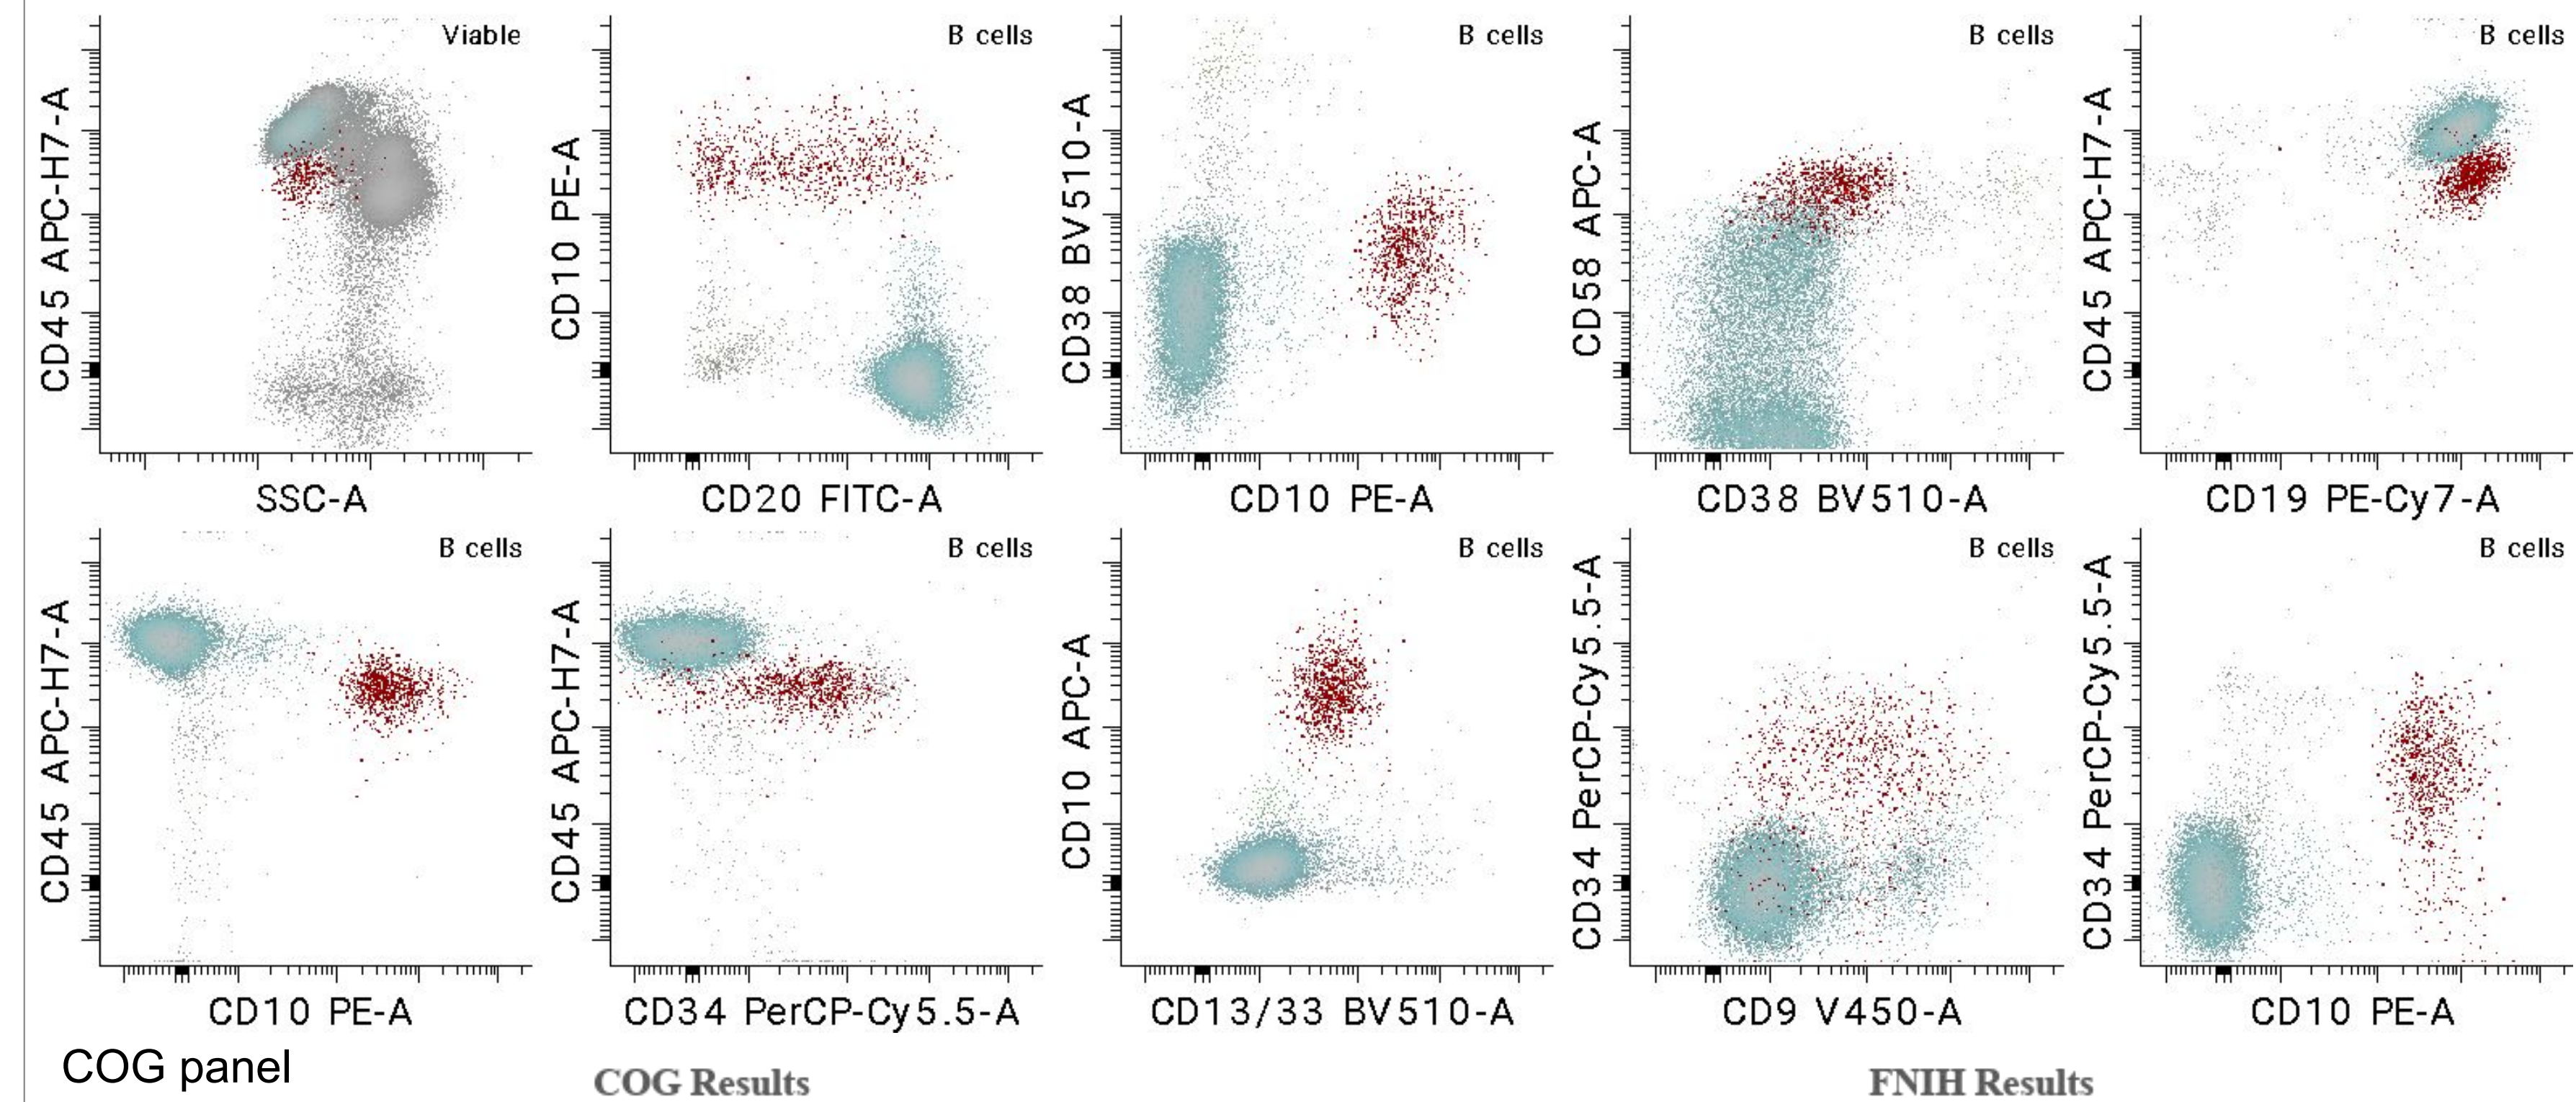 Viable
CD45 APC-H7-A
SSC-A
B cells
CD10 PE-A
CD20 FITC-A
B cells
CD38 BV510-A
CD10 PE-A
B cells
CD58 APC-A
CD38 BV510-A
B cells
CD45 APC-H7-A
CD19 PE-Cy7-A
B cells
CD45 APC-H7-A
CD10 PE-A
B cells
CD45 APC-H7-A
CD34 PerCP-Cy5.5-A
B cells
CD10 APC-A
CD13/33 BV510-A
B cells
CD34 PerCP-Cy5.5-A
CD9 V450-A
B cells
CD34 PerCP-Cy5.5-A
CD10 PE-A
COG panel
COG Results
FNIH Results